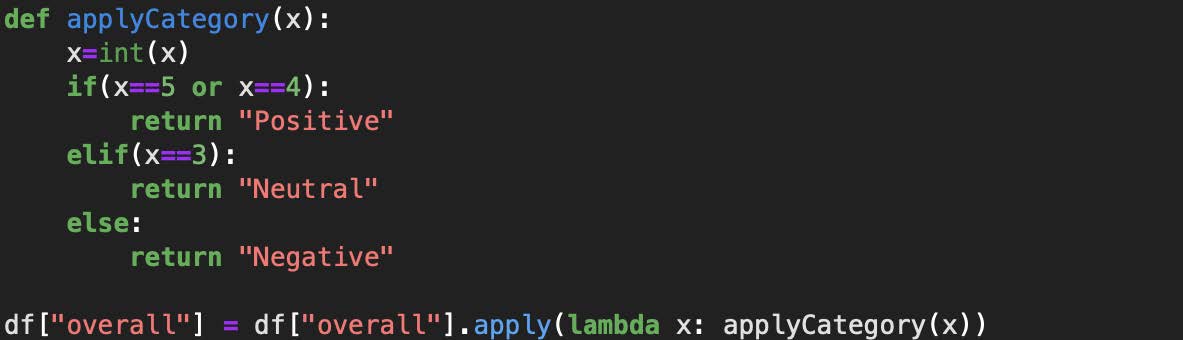 def applyCategory(x):
    x=int(x)
    if(x==5 or x==4):
        return "Positive"
    elif(x==3):
        return "Neutral"
    else:
        return "Negative"

df["overall"] = df["overall"].apply(lambda x: applyCategory(x))